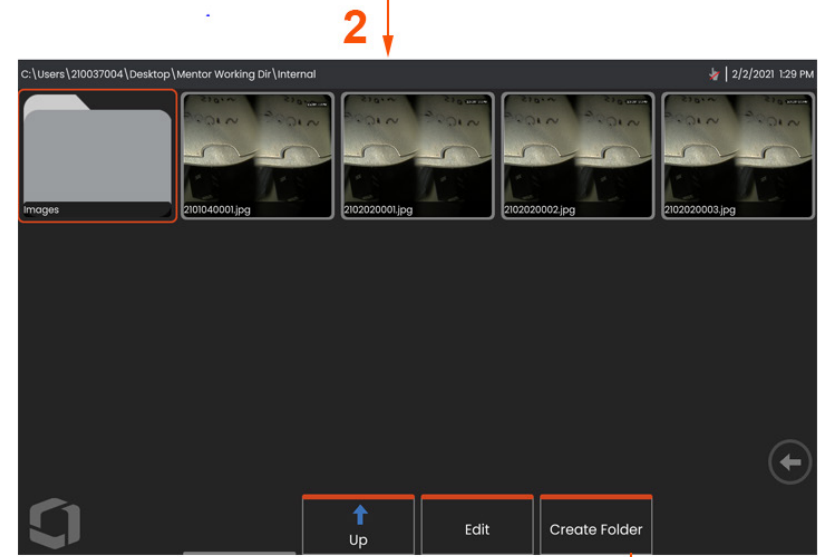 2
C:\Users\210037004\Desktop\Mentor Working Dir\Internal
2/2/2021 1:29 PM
Images
2101040001.jpg
2102020001.jpg
2102020002.jpg
2102020003.jpg
Up
Edit
Create Folder